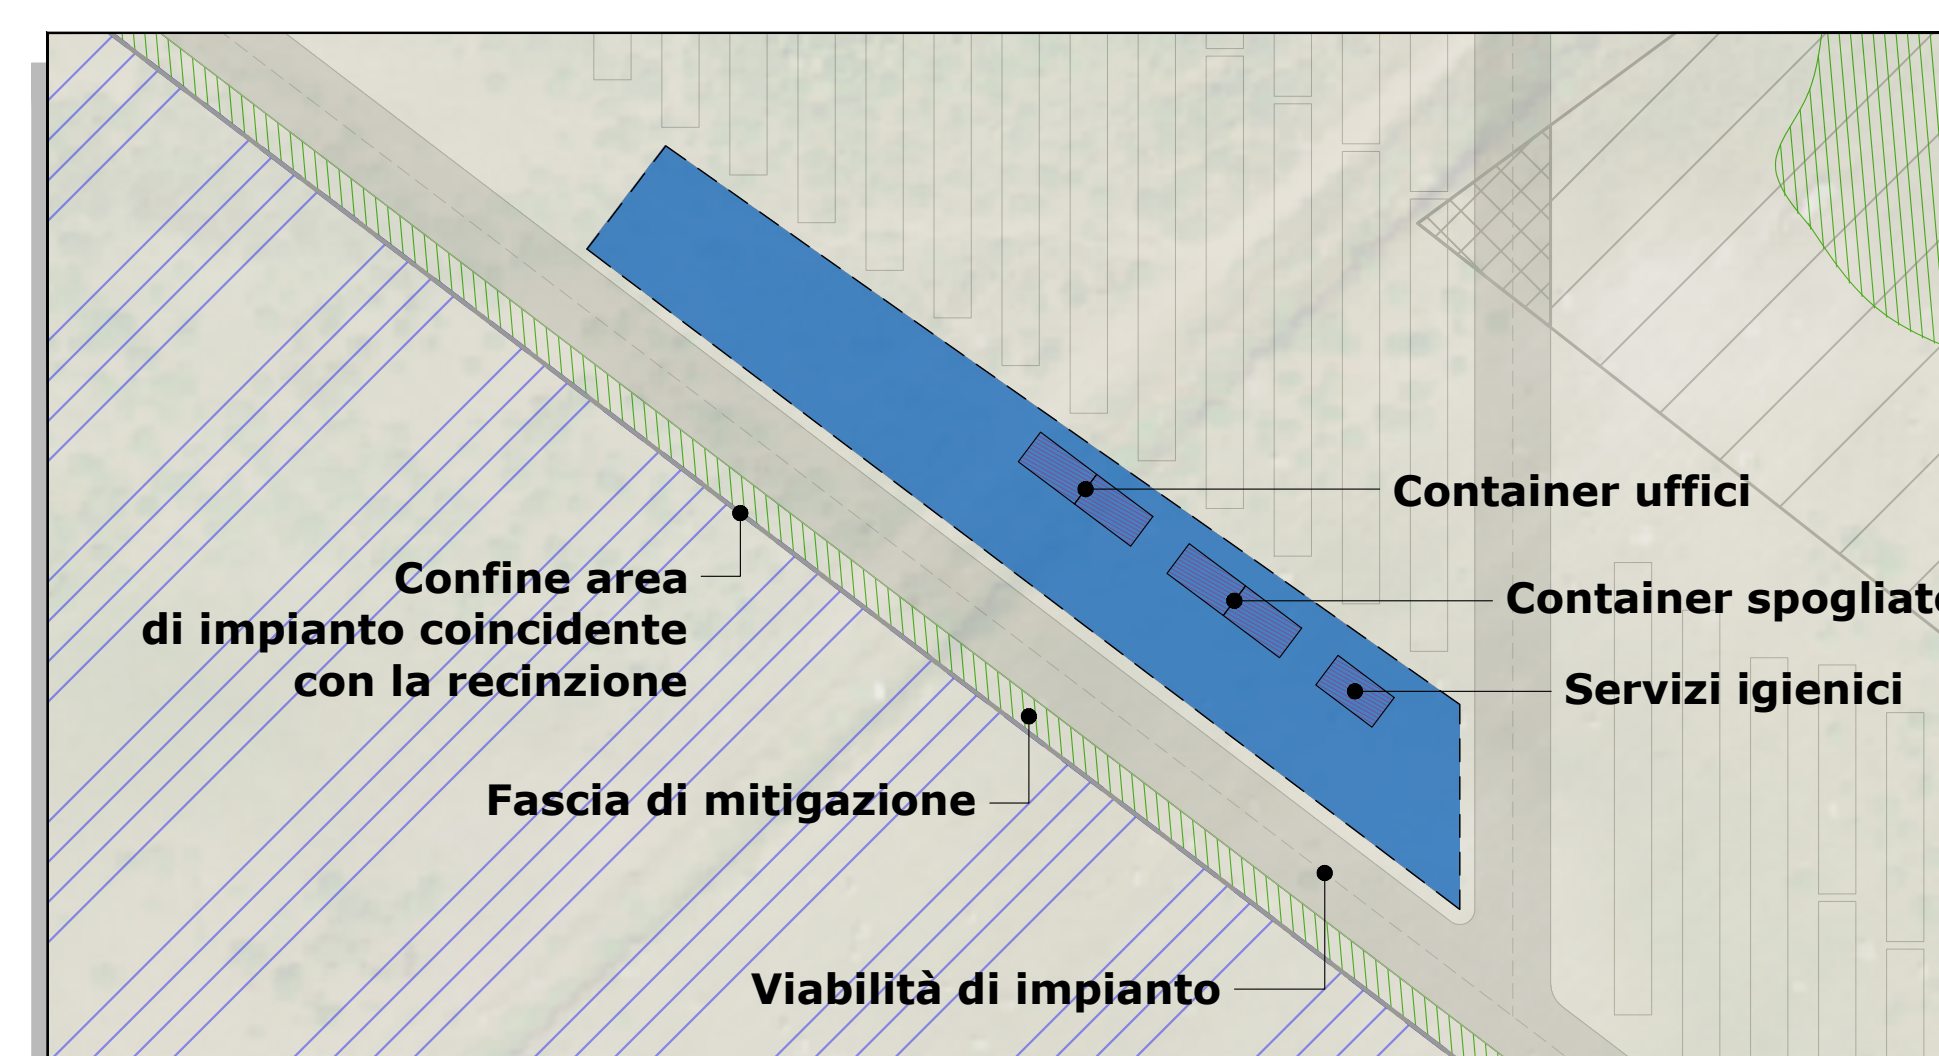 Container uffici
Confine area
di impianto coincidente
con la recinzione
Container
Servizi igienici
Fascia di mitigazione
Viabilità di impianto